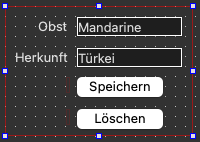 Obst Mandarine
Herkunft Türkei
Speichern
Löschen